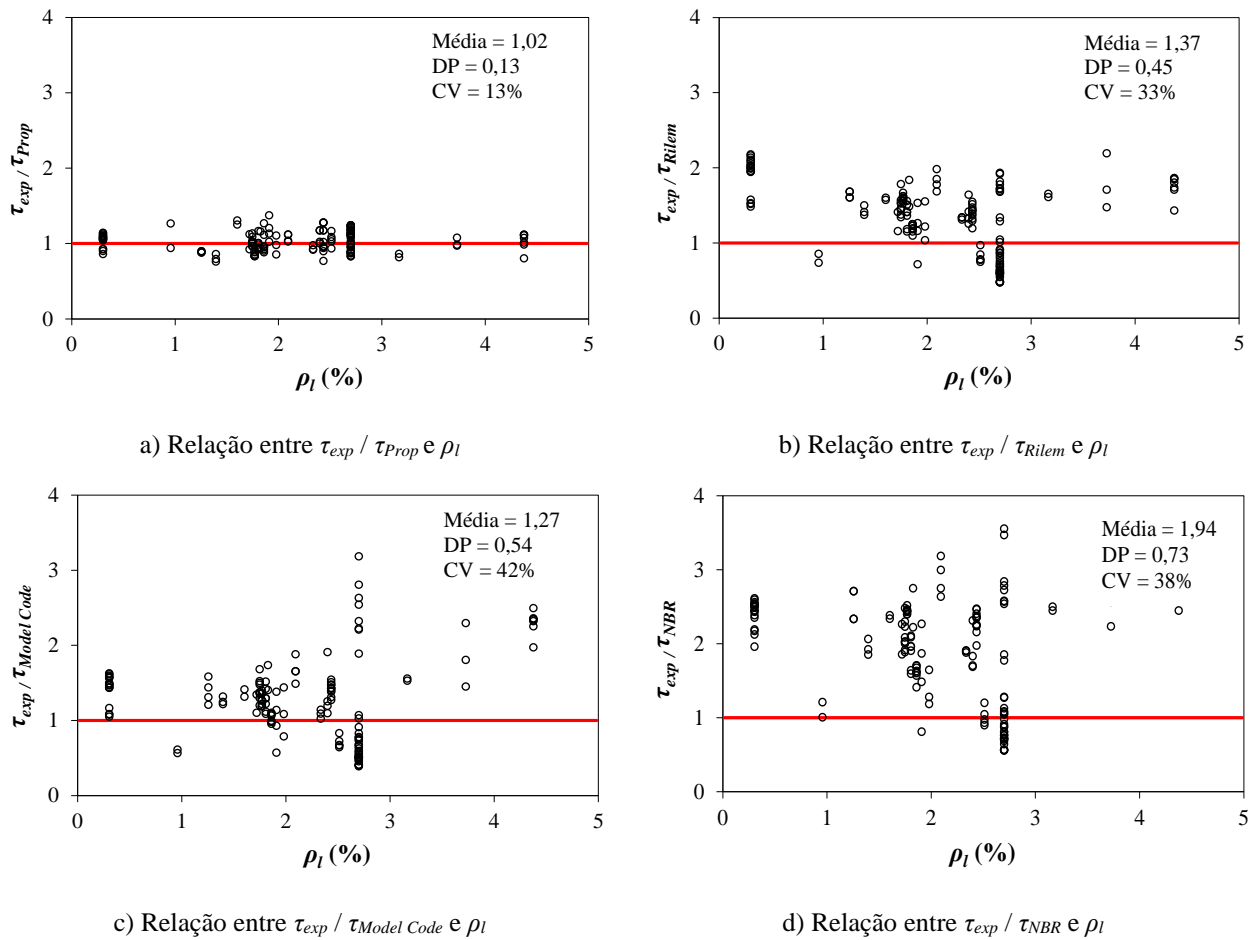 4
3
2
1
0
τexp / τProp
Média = 1,02
DP = 0,13
CV = 13%
0 1 2 3 4 5
ρl (%)
a) Relação entre τexp / τProp e ρl
4
3
2
1
0
τexp / τRilem
Média = 1,37
DP = 0,45
CV = 33%
0 1 2 3 4 5
ρl (%)
b) Relação entre τexp / τRilem e ρl
4
3
2
1
0
τexp / τModel Code
Média = 1,27
DP = 0,54
CV = 42%
0 1 2 3 4 5
ρl (%)
c) Relação entre τexp / τModel Code e ρl
4
3
2
1
0
τexp / τNBR
Média = 1,94
DP = 0,73
CV = 38%
0 1 2 3 4 5
ρl (%)
d) Relação entre τexp / τNBR e ρl